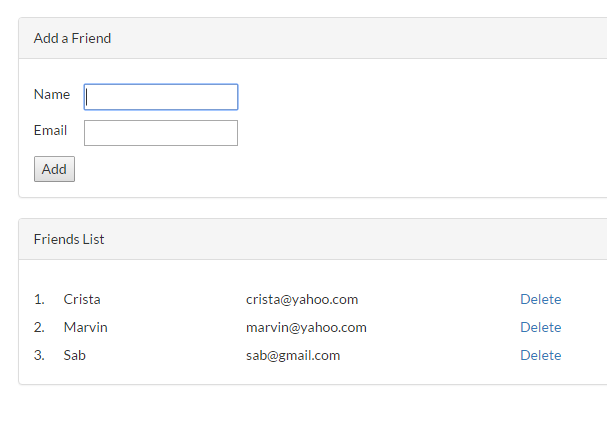 Add a Friend
Name
Email
Add
Friends List
1. Crista crista@yahoo.com Delete
2. Marvin marvin@yahoo.com Delete
3. Sab sab@gmail.com Delete